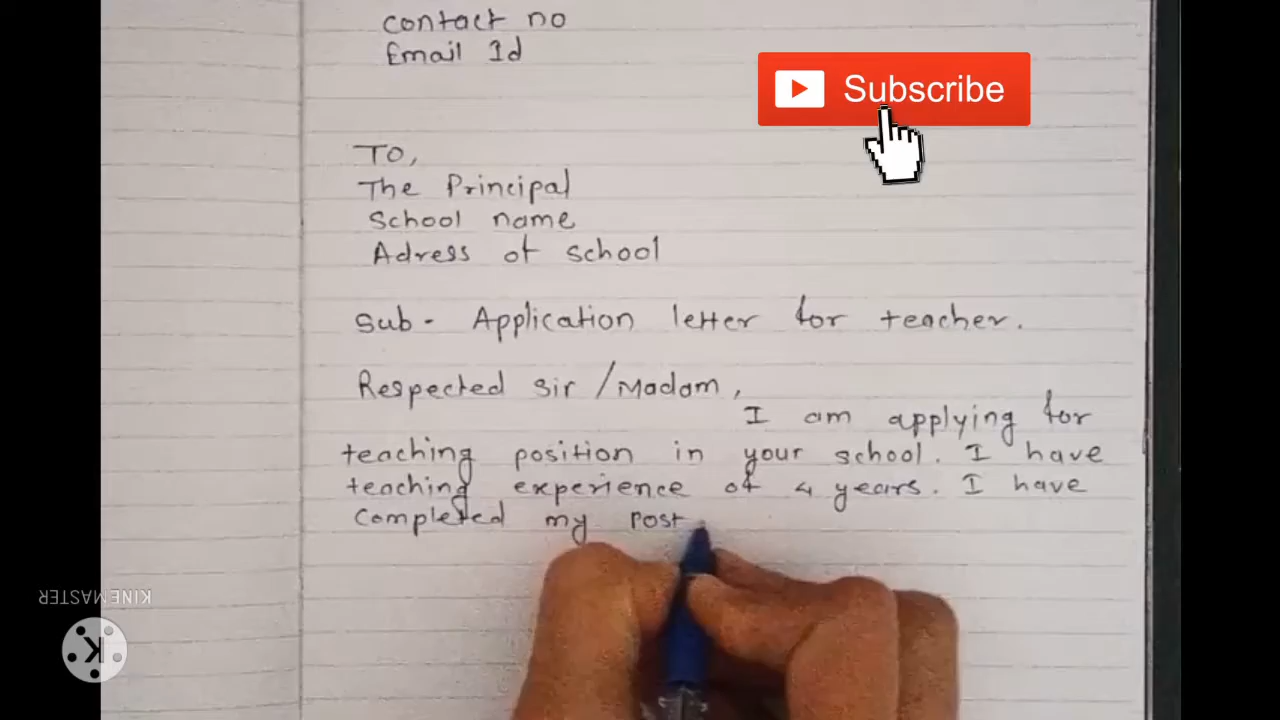 contact no
Email Id
Subscribe
To,
The Principal
School name
Adress of school
Sub- Application letter for teacher.
Respected Sir/Madam,
I am applying for
teaching position in your school. I have
teaching experience of 4 years. I have
completed my post
KINEMASTER